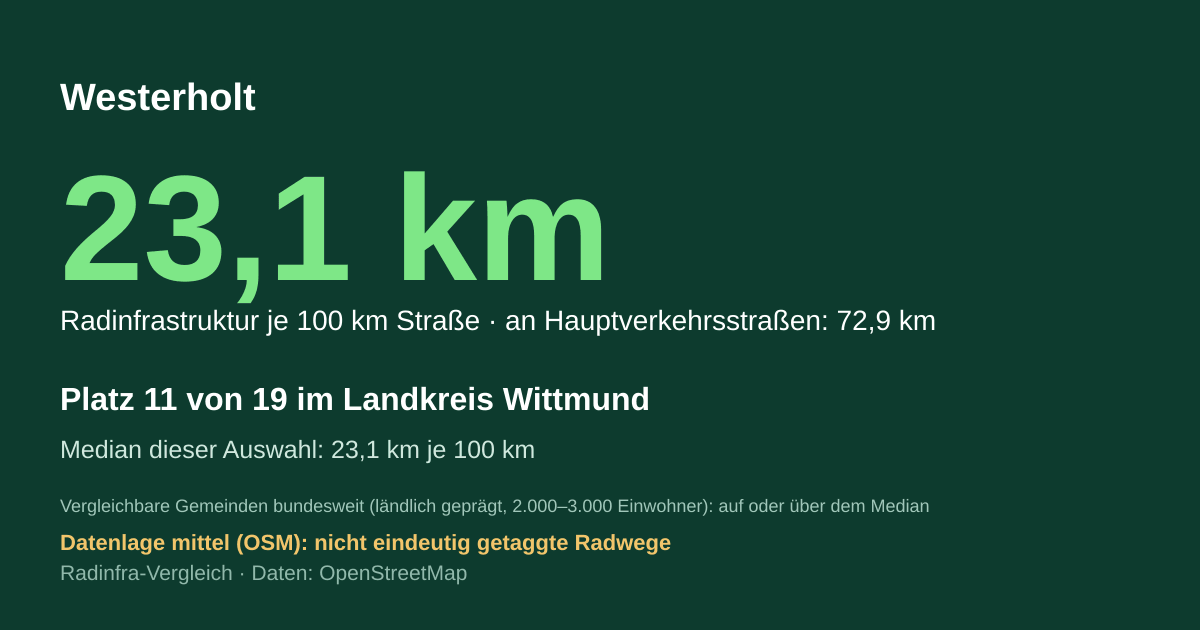 Westerholt
23,1 km
Radinfrastruktur je 100 km Straße · an Hauptverkehrsstraßen: 72,9 km
Platz 11 von 19 im Landkreis Wittmund
Median dieser Auswahl: 23,1 km je 100 km
Vergleichbare Gemeinden bundesweit (ländlich geprägt, 2.000–3.000 Einwohner): auf oder über dem Median
Datenlage mittel (OSM): nicht eindeutig getaggte Radwege
Radinfra-Vergleich · Daten: OpenStreetMap